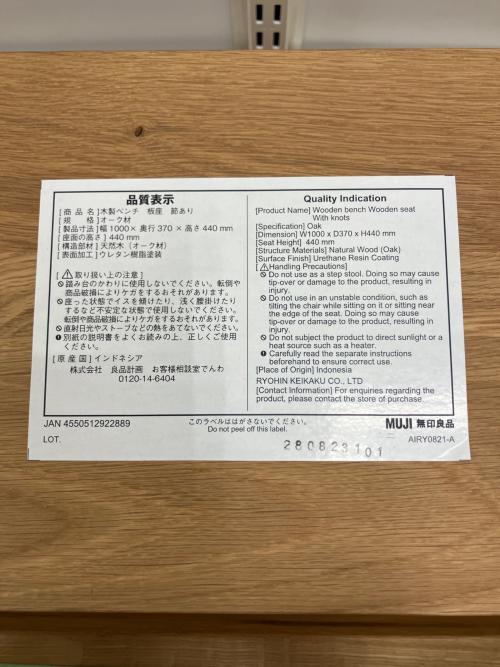 品質表示
[ 商 品 名 ]木製ベンチ 板座 節あり
[ 規 格 ]オーク材
[ 製品寸法 ]幅 1000× 奥行 370 × 高さ 440 mm
[ 座面の高さ ] 440 mm
[ 構造部材 ] 天然木（オーク材）
[ 表面加工 ] ウレタン樹脂塗装
[ ⚠ 取り扱い上の注意 ]
踏み台のかわりに使用しないでください。転倒や
商品破損によりケガをするおそれがあります。
座った状態でイスを傾けたり、浅く腰掛けたり
するなど不安定な状態で使用しないでください。
転倒や商品破損によりケガをするおそれがあります。
直射日光やストーブなどの熱をあてないでください。
別紙の説明書をよくお読みの上、正しくご使用
ください。
[ 原 産 国 ] インドネシア
株式会社 良品計画 お客様相談室でんわ
0120-14-6404
Quality Indication
[Product Name] Wooden bench Wooden seat
With knots
[Specification] Oak
[Dimension] W1000 x D370 x H440 mm
[Seat Height] 440 mm
[Structure Materials] Natural Wood (Oak)
[Surface Finish] Urethane Resin Coating
[⚠Handling Precautions]
Do not use as a step stool. Doing so may cause
tip-over or damage to the product, resulting in
injury.
Do not use in an unstable condition, such as
tilting the chair while sitting on it or sitting near
the edge of the seat. Doing so may cause
tip-over or damage to the product, resulting in
injury.
Do not subject the product to direct sunlight or a
heat source such as a heater.
Carefully read the separate instructions
beforehand to ensure correct use.
[Place of Origin] Indonesia
RYOHIN KEIKAKU CO., LTD
[Contact Information] For enquiries regarding the
product, please contact the store of purchase.
JAN 4550512922889
LOT.
このラベルははがさないでください。
Do not peel off this label.
280823101
MUJI 無印良品
AIRY0821-A